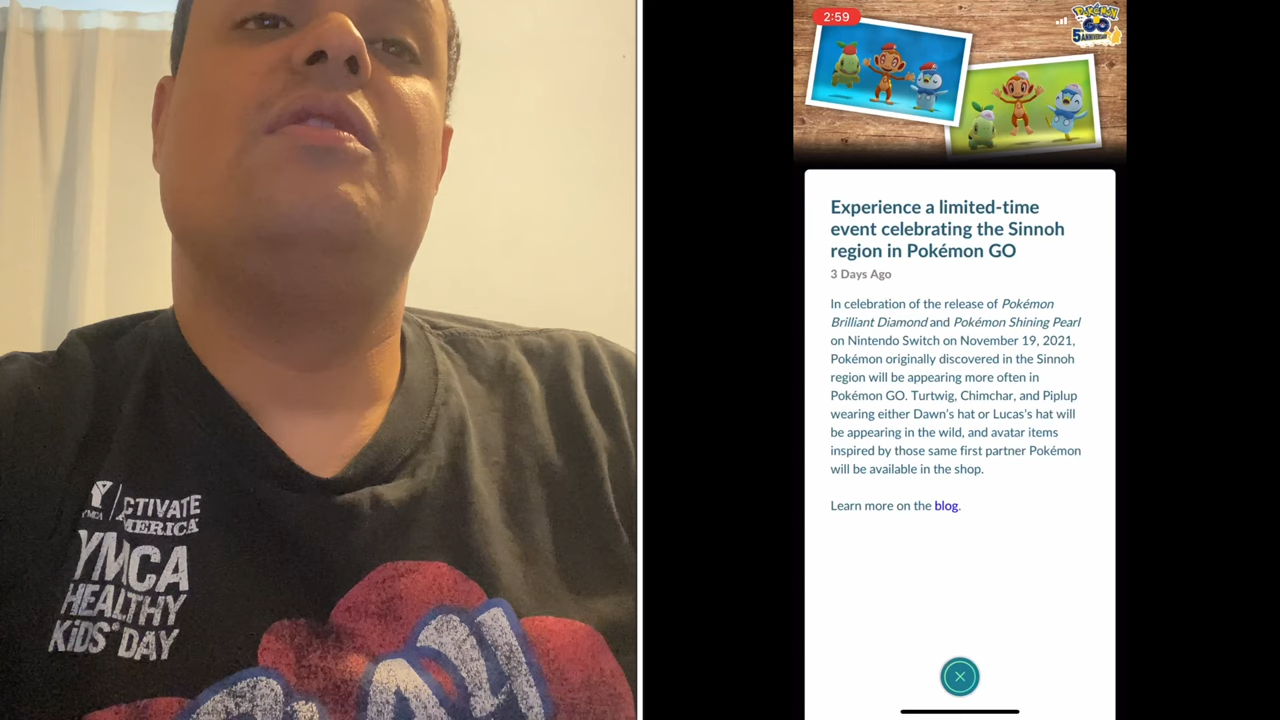 YMCA
ACTIVATE
AMERICA
YMCA
HEALTHY
KiDS® DAY
2:59
Pokémon
GO
5
Experience a limited-time
event celebrating the Sinnoh
region in Pokémon GO
3 Days Ago
In celebration of the release of Pokémon
Brilliant Diamond and Pokémon Shining Pearl
on Nintendo Switch on November 19, 2021,
Pokémon originally discovered in the Sinnoh
region will be appearing more often in
Pokémon GO. Turtwig, Chimchar, and Piplup
wearing either Dawn's hat or Lucas's hat will
be appearing in the wild, and avatar items
inspired by those same first partner Pokémon
will be available in the shop.
Learn more on the blog.